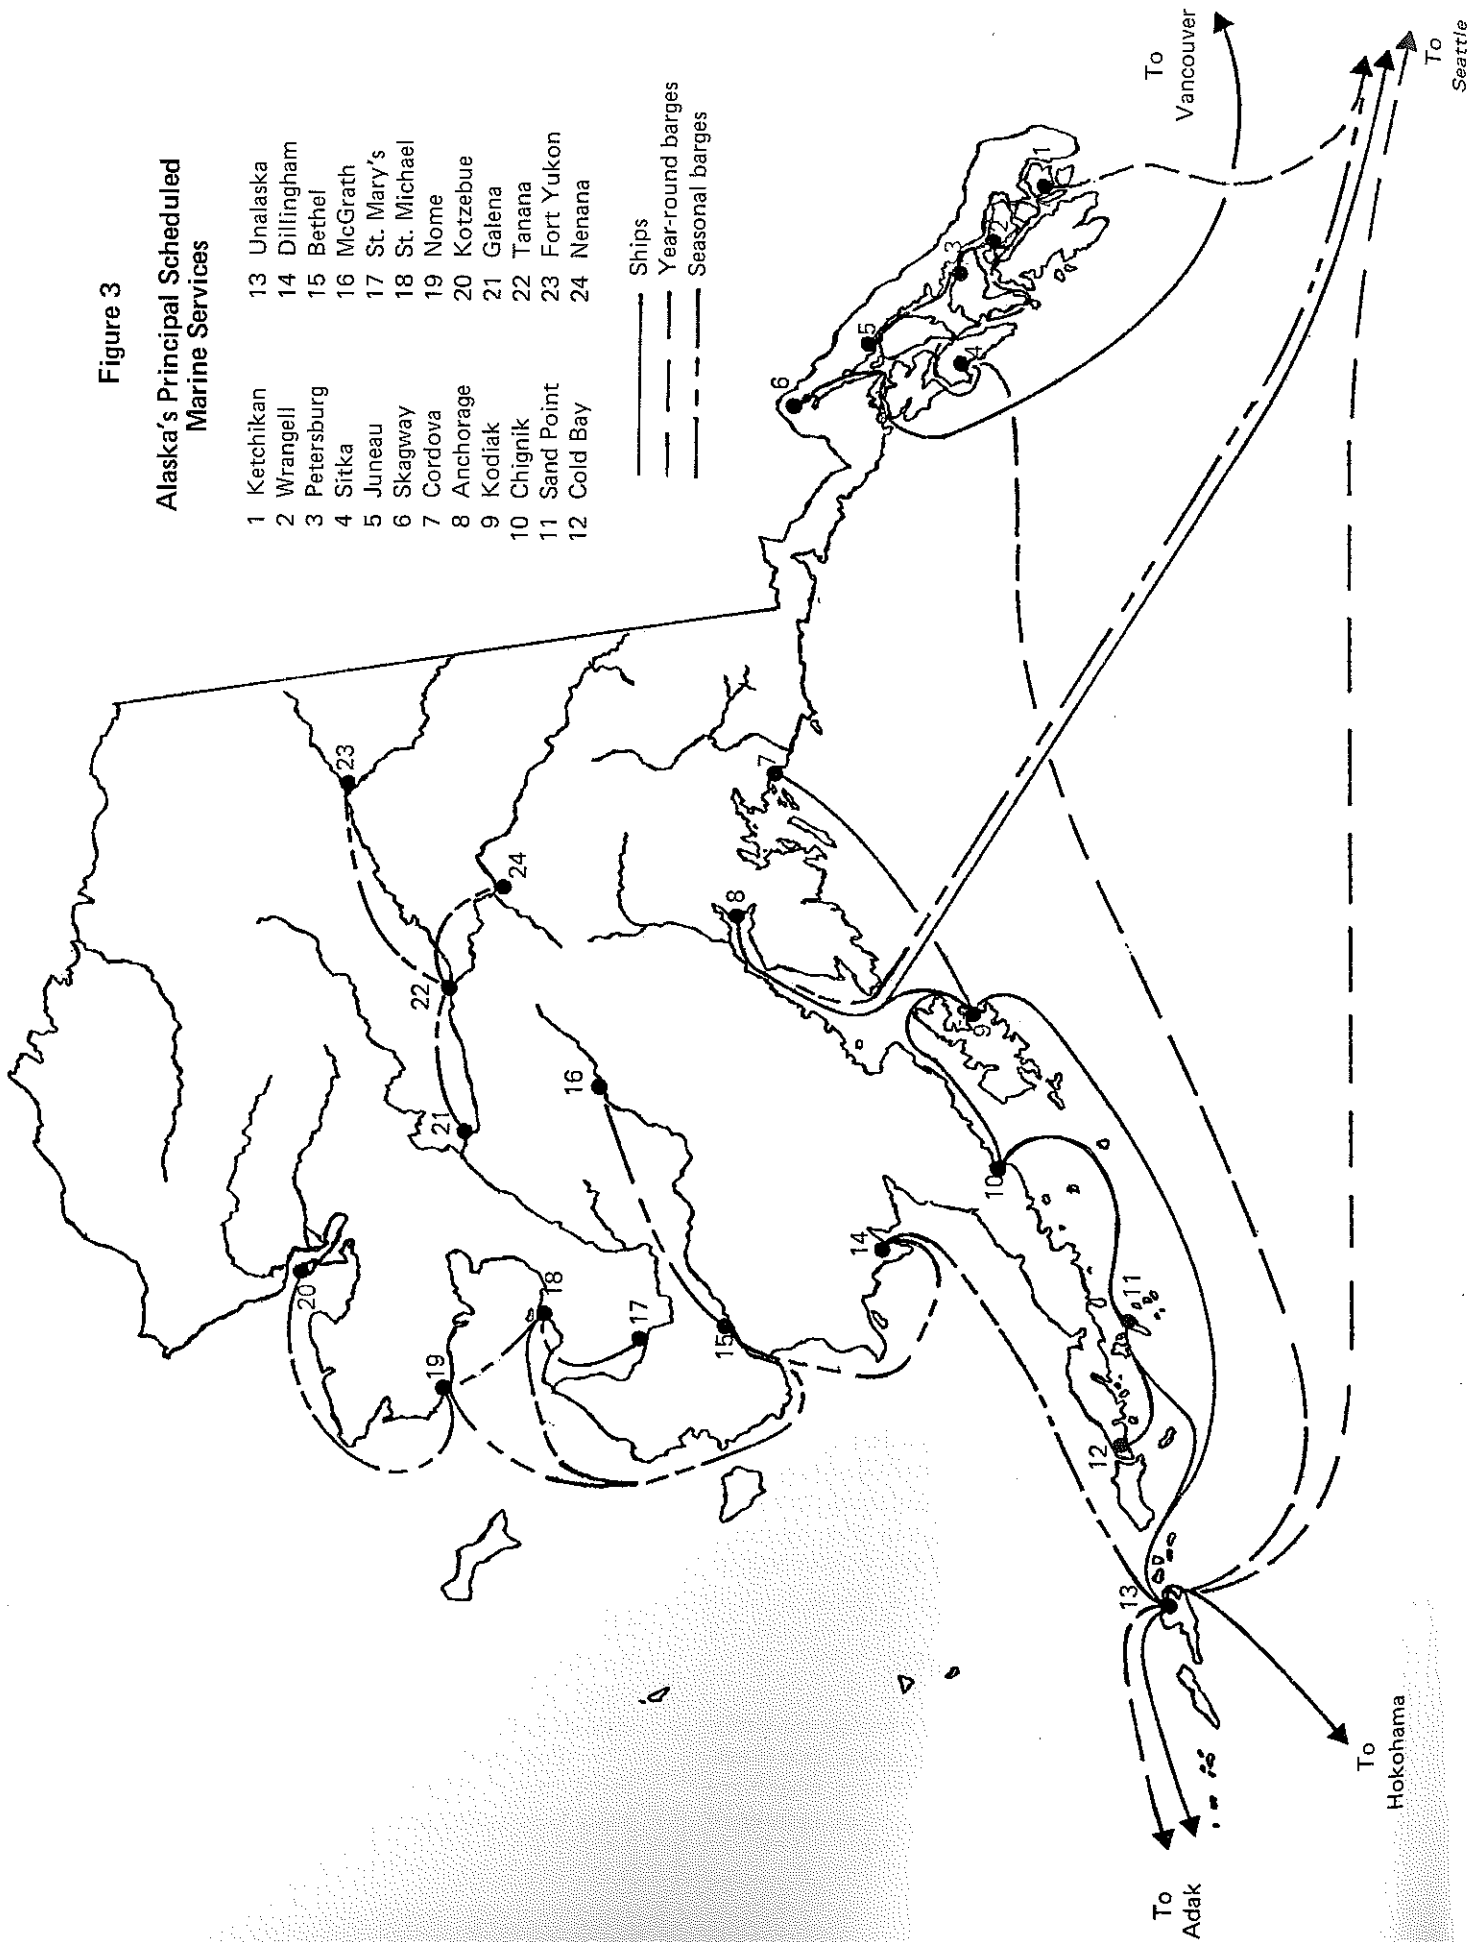 Figure 3
Alaska's Principal Scheduled
Marine Services
1 Ketchikan
2 Wrangell
3 Petersburg
4 Sitka
5 Juneau
6 Skagway
7 Cordova
8 Anchorage
9 Kodiak
10 Chignik
11 Sand Point
12 Cold Bay
13 Unalaska
14 Dillingham
15 Bethel
16 McGrath
17 St. Mary's
18 St. Michael
19 Nome
20 Kotzebue
21 Galena
22 Tanana
23 Fort Yukon
24 Nenana
Ships
Year-round barges
Seasonal barges
20
19
18
17
21
22
23
24
16
15
14
8
7
6
5
4
3
2
1
9
10
11
12
13
To
Vancouver
To
Seattle
To
Hokohama
To
Adak